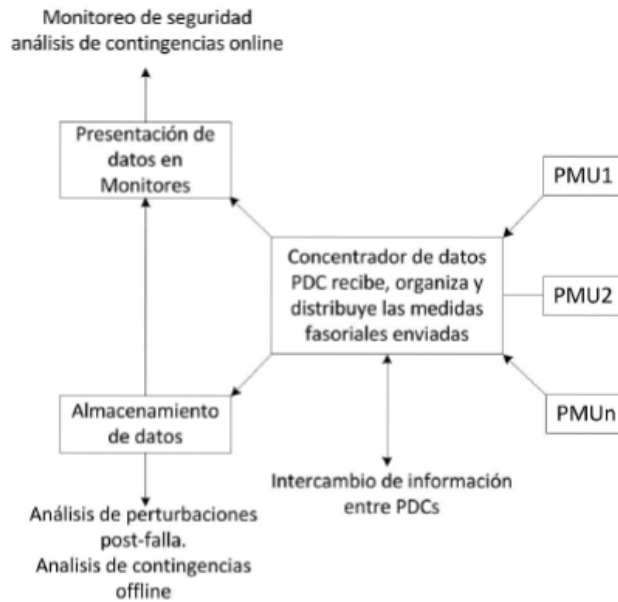 Monitoreo de seguridad
análisis de contingencias online
Presentación de
datos en
Monitores
PMU1
Concentrador de datos
PDC recibe, organiza y
distribuye las medidas
fasoriales enviadas
PMU2
PMUn
Almacenamiento
de datos
Intercambio de información
entre PDCs
Análisis de perturbaciones
post-falla.
Analisis de contingencias
offline